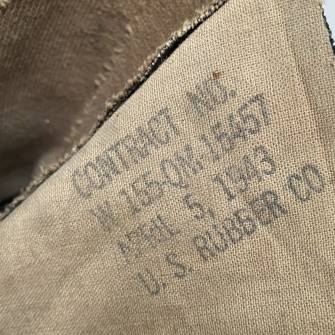 CONTRACT NO.
W 155-QM 15457
APRIL 5, 1943
U. S. RUBBER CO